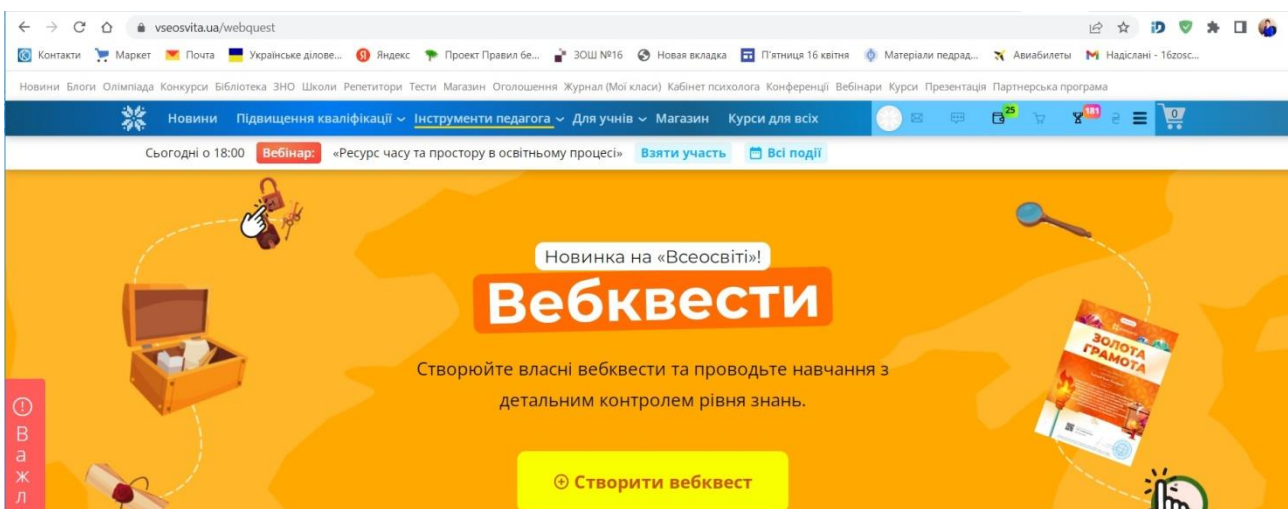 vseosvita.ua/webquest
Контакти Маркет Почта Українське ділове... Яндекс Проект Правил бе... ЗОШ №16 Новая вкладка П'ятниця 16 квітня Матеріали педрад... Авиабилеты Надіслані - 16zosc...
Новини Блоги Олімпіада Конкурси Бібліотека ЗНО Школи Репетитори Тести Магазин Оголошення Журнал (Мої класи) Кабінет психолога Конференції Вебінари Курси Презентація Партнерська програма
Новини Підвищення кваліфікації Інструменти педагога Для учнів Магазин Курси для всіх 25 181 ₴ 0
Сьогодні о 18:00 Вебінар: «Ресурс часу та простору в освітньому процесі» Взяти участь Всі події
Новинка на «Всеосвіті»!
Вебквести
Створюйте власні вебквести та проводьте навчання з
детальним контролем рівня знань.
Створити вебквест
ЗОЛОТА
ГРАМОТА
Важл